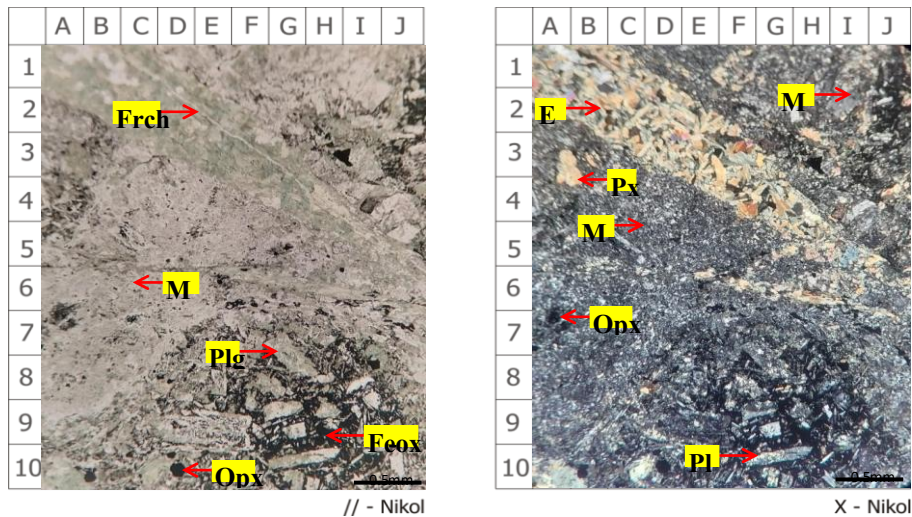 A B C D E F G H I J
1
2
3
4
5
6
7
8
9
10
Frch
M
Plg
Feox
Opx
0.5mm
// - Nikol
A B C D E F G H I J
1
2
3
4
5
6
7
8
9
10
M
E
Px
M
Opx
Pl
0.5mm
X - Nikol